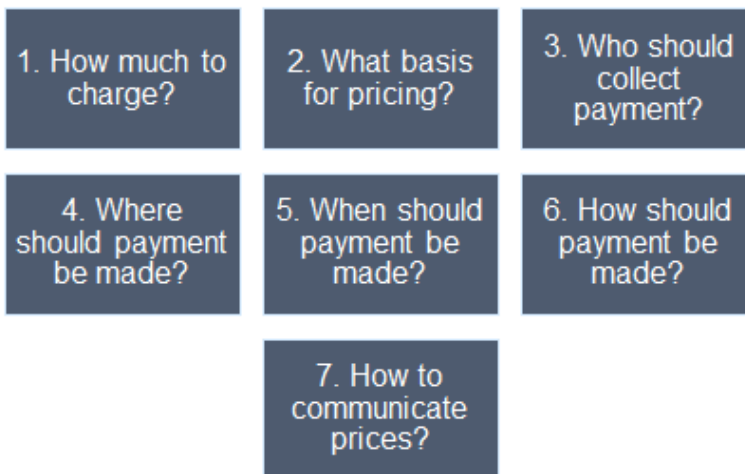 1. How much to
charge?
2. What basis
for pricing?
3. Who should
collect
payment?
4. Where
should payment
be made?
5. When should
payment be
made?
6. How should
payment be
made?
7. How to
communicate
prices?